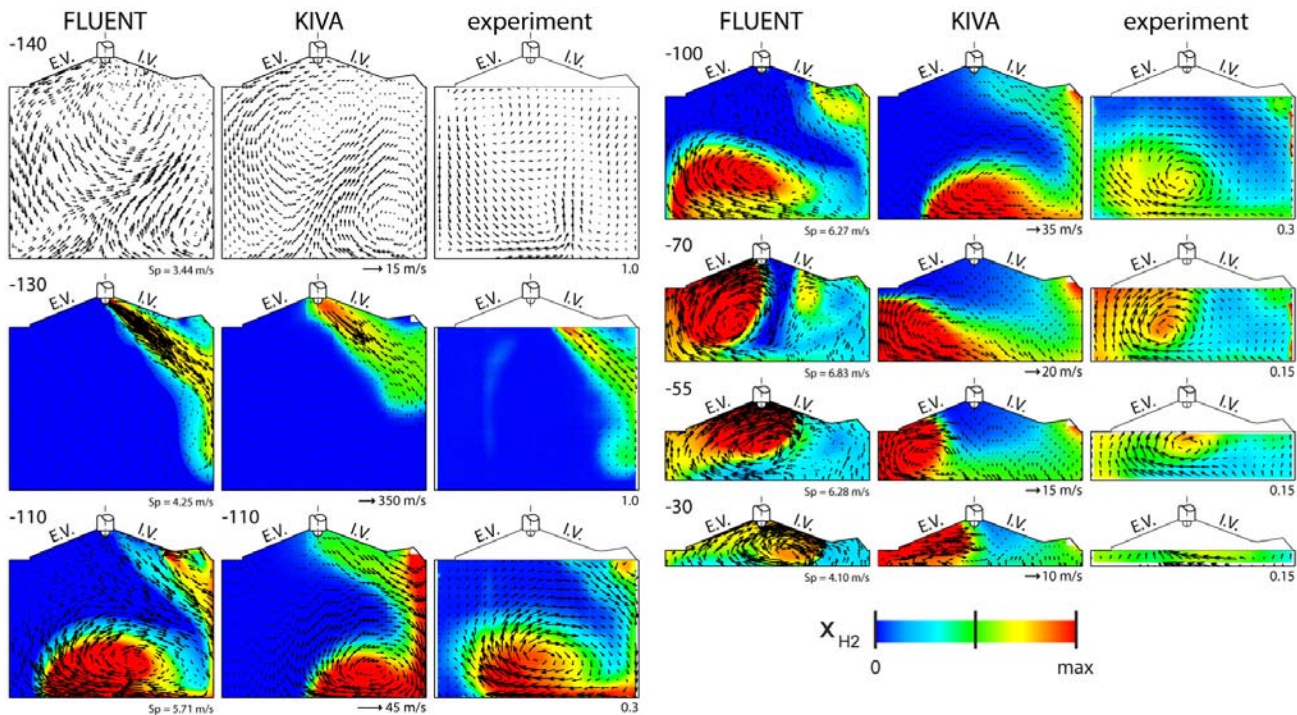 FLUENT KIVA experiment
-140
E.V. I.V. E.V. I.V.
Sp = 3.44 m/s 15 m/s 1.0
-130
E.V. I.V. E.V. I.V.
Sp = 4.25 m/s 350 m/s 1.0
-110 -110
E.V. I.V. E.V. I.V.
Sp = 5.71 m/s 45 m/s 0.3
FLUENT KIVA experiment
-100
E.V. I.V. E.V. I.V.
Sp = 6.27 m/s 35 m/s 0.3
-70
E.V. I.V. E.V. I.V.
Sp = 6.83 m/s 20 m/s 0.15
-55
E.V. I.V. E.V. I.V.
Sp = 6.28 m/s 15 m/s 0.15
-30
E.V. I.V. E.V. I.V.
Sp = 4.10 m/s 10 m/s 0.15
X H2
0 max